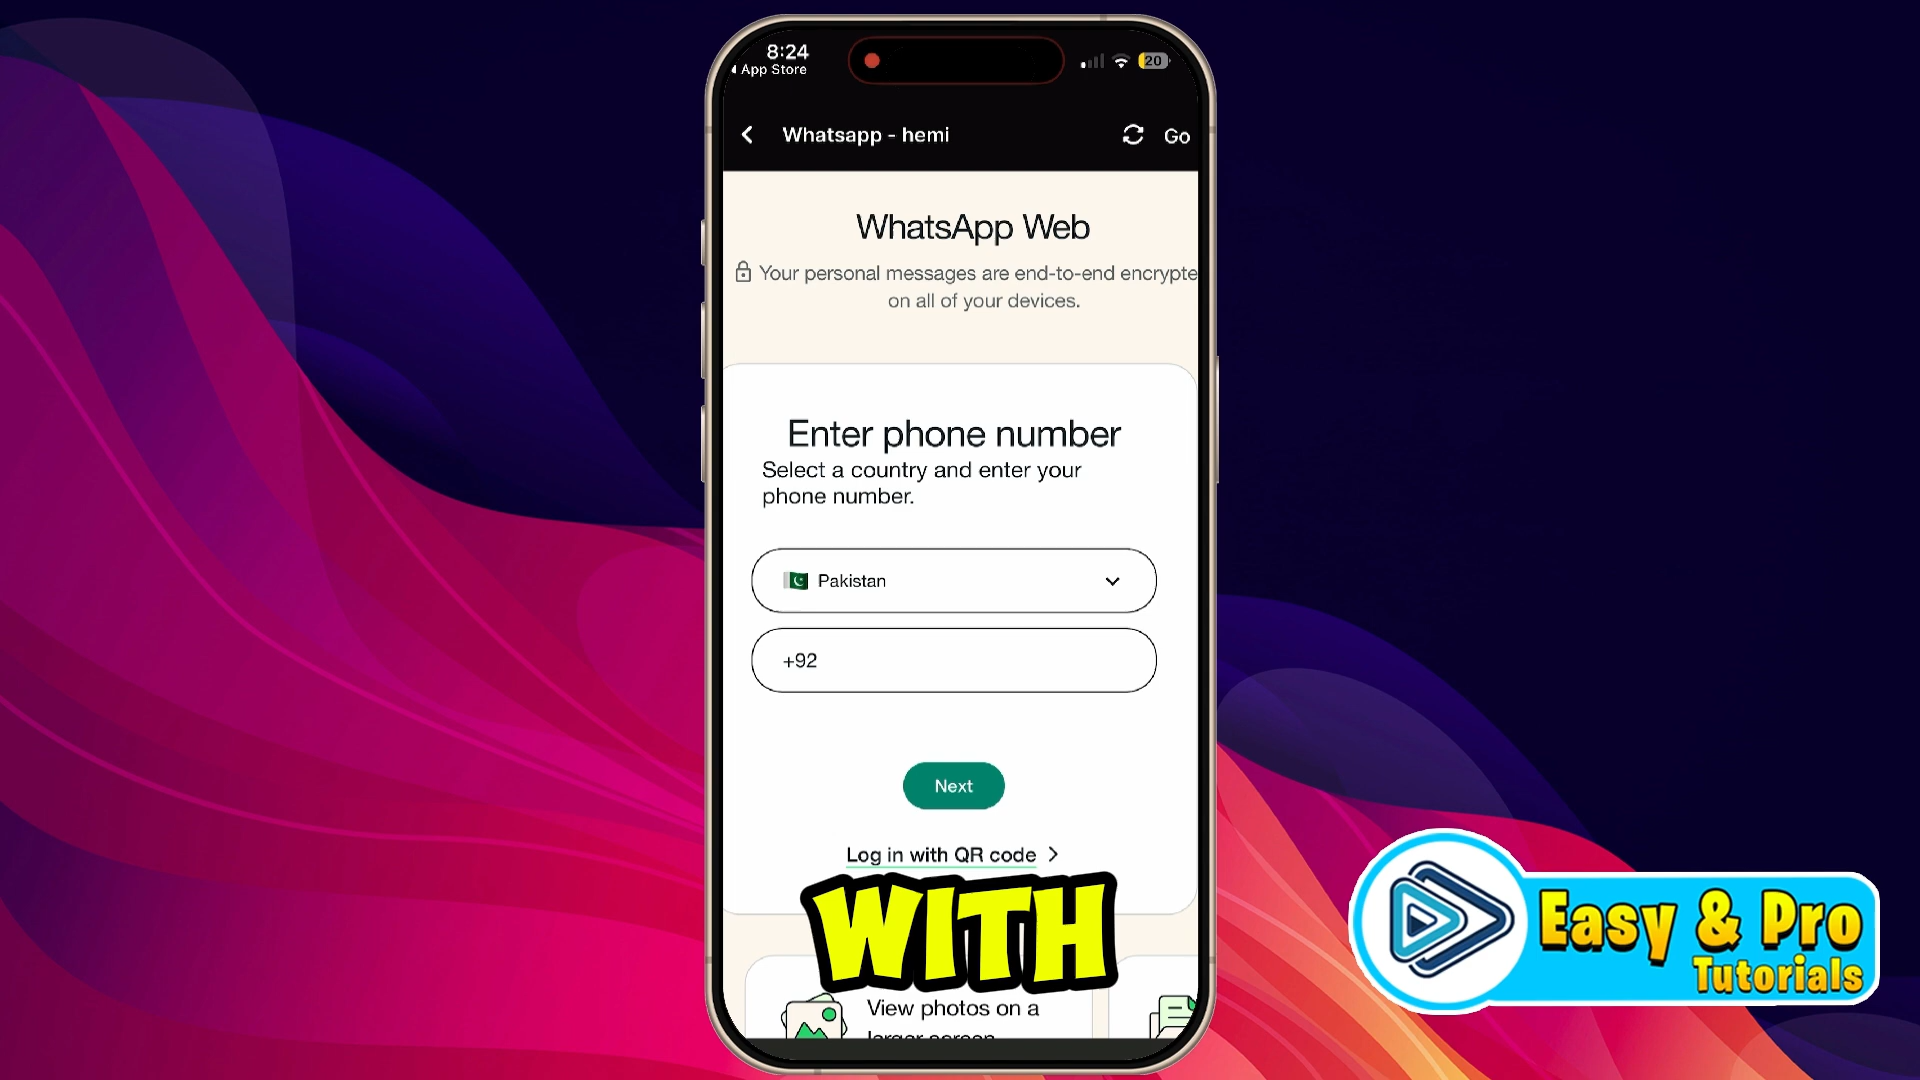 8:24
App Store
20
Whatsapp - hemi
Go
WhatsApp Web
Your personal messages are end-to-end encrypte
on all of your devices.
Enter phone number
Select a country and enter your
phone number.
Pakistan
+92
Next
Log in with QR code
WITH
View photos on a
larger screen
Easy & Pro
Tutorials